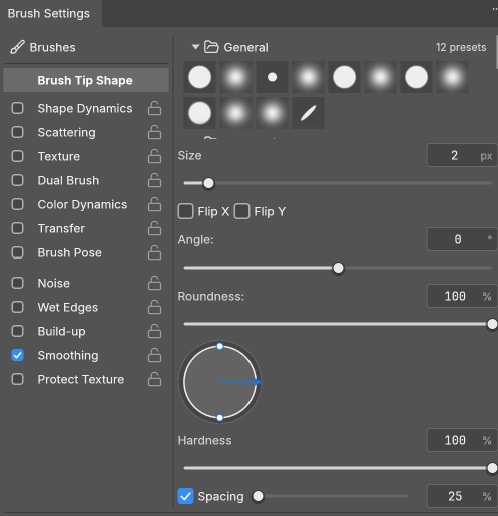 Brush Settings
Brushes
General 12 presets
Brush Tip Shape
Shape Dynamics
Scattering
Texture
Dual Brush
Color Dynamics
Transfer
Brush Pose
Noise
Wet Edges
Build-up
Smoothing
Protect Texture
Size 2 px
Flip X Flip Y
Angle: 0 °
Roundness: 100 %
Hardness 100 %
Spacing 25 %